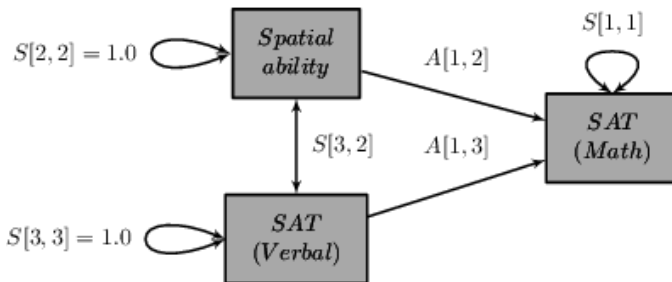 S[1, 1]
S[2, 2] = 1.0
Spatial
ability
A[1, 2]
SAT
(Math)
S[3, 2]
A[1, 3]
S[3, 3] = 1.0
SAT
(Verbal)